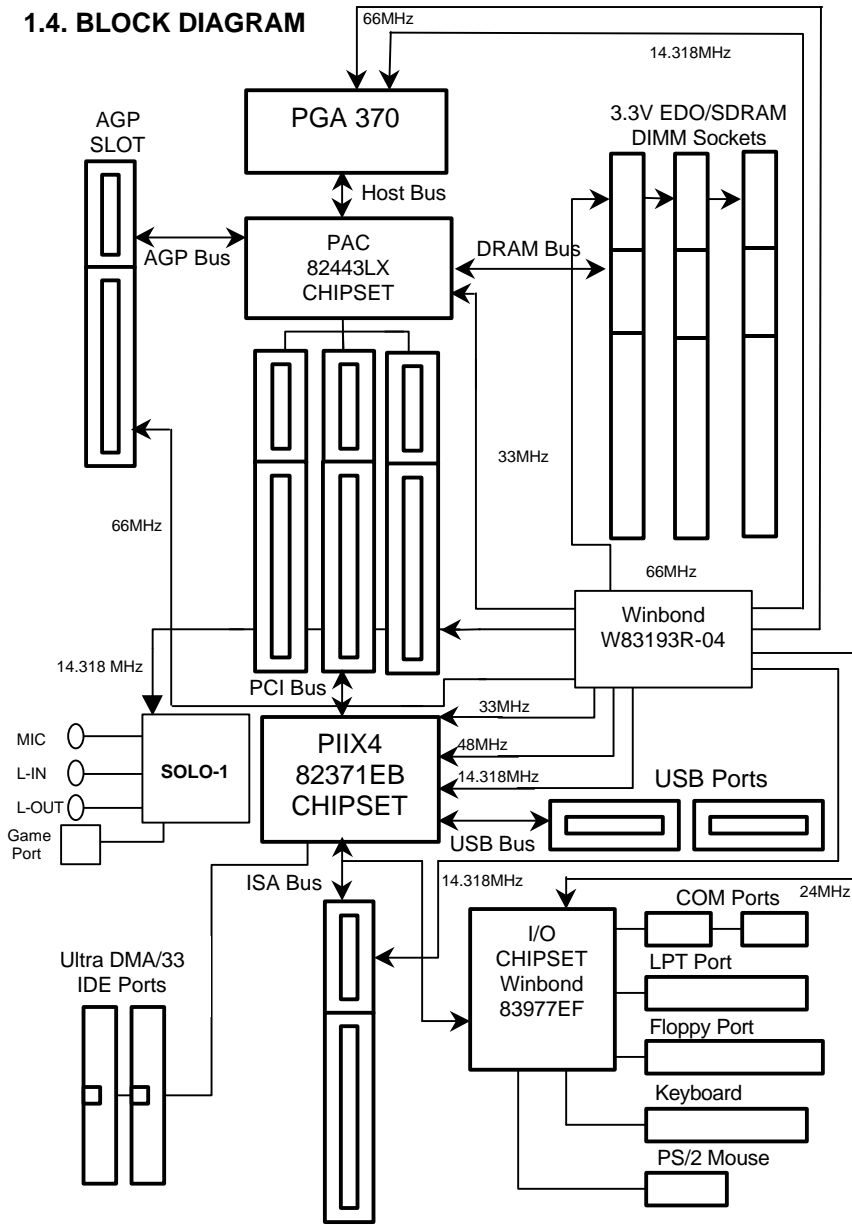 1.4. BLOCK DIAGRAM
66MHz
14.318MHz
PGA 370
AGP
SLOT
3.3V EDO/SDRAM
DIMM Sockets
Host Bus
PAC
82443LX
CHIPSET
AGP Bus
DRAM Bus
33MHz
66MHz
66MHz
Winbond
W83193R-04
14.318 MHz
PCI Bus
33MHz
48MHz
14.318MHz
PIIX4
82371EB
CHIPSET
MIC
L-IN
L-OUT
Game
Port
SOLO-1
USB Ports
USB Bus
ISA Bus
14.318MHz
24MHz
COM Ports
I/O
CHIPSET
Winbond
83977EF
LPT Port
Floppy Port
Keyboard
PS/2 Mouse
Ultra DMA/33
IDE Ports